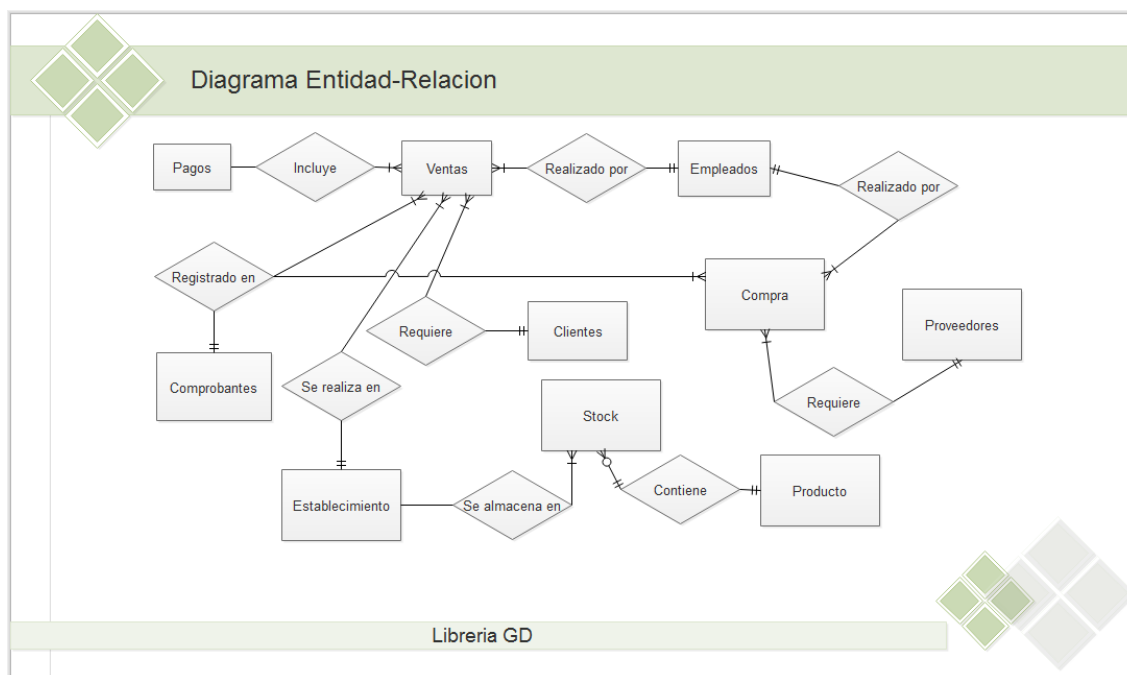 Diagrama Entidad-Relacion
Pagos
Incluye
Ventas
Realizado por
Empleados
Realizado por
Registrado en
Compra
Proveedores
Requiere
Clientes
Comprobantes
Se realiza en
Requiere
Stock
Establecimiento
Se almacena en
Contiene
Producto
Libreria GD